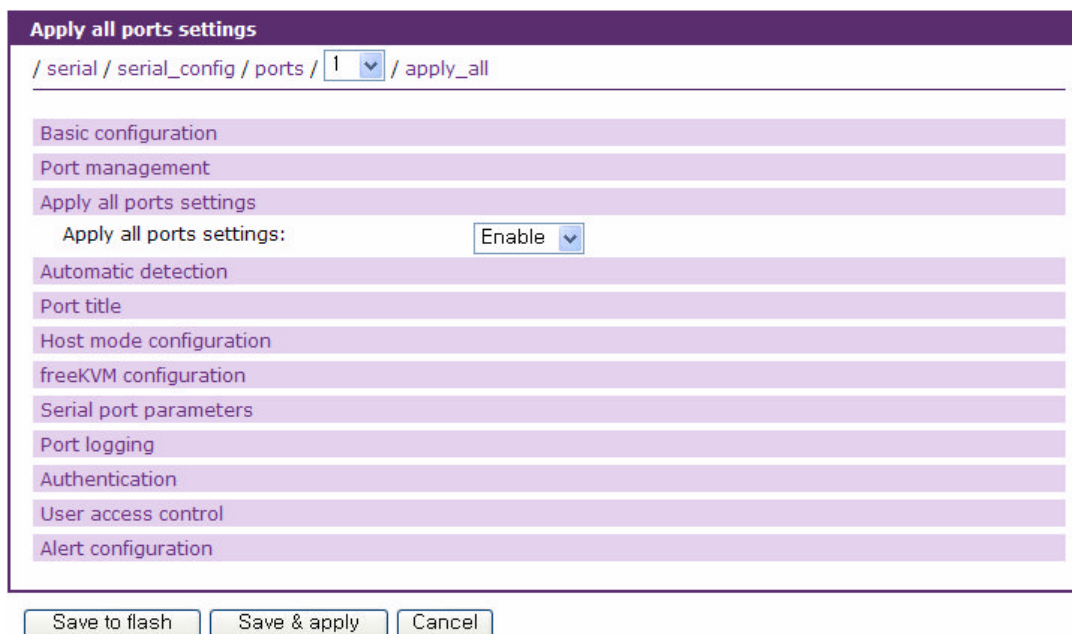 Apply all ports settings
/ serial / serial_config / ports / 1 / apply_all
Basic configuration
Port management
Apply all ports settings
Apply all ports settings: Enable
Automatic detection
Port title
Host mode configuration
freeKVM configuration
Serial port parameters
Port logging
Authentication
User access control
Alert configuration
Save to flash Save & apply Cancel